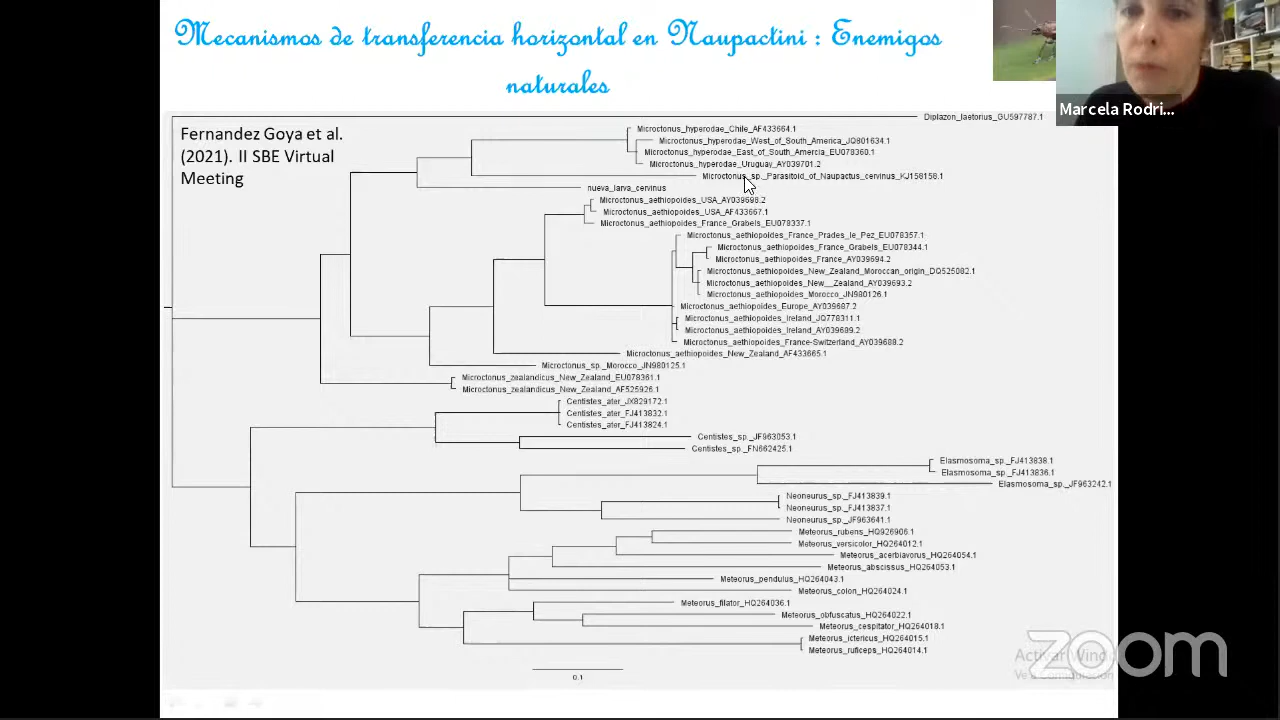 Mecanismos de transferencia horizontal en Naupactini : Enemigos
naturales
Marcela Rodri...
Fernandez Goya et al.
(2021). II SBE Virtual
Meeting
Diplazon_laetorius_GU597787.1
Microctonus_hyperodae_Chile_AF433664.1
Microctonus_hyperodae_West_of_South_America_JQ801634.1
Microctonus_hyperodae_East_of_South_Amercia_EU078360.1
Microctonus_hyperodae_Uruguay_AY039701.2
Microctonus_sp._Parasitoid_of_Naupactus_cervinus_KJ158158.1
nueva_larva_cervinus
Microctonus_aethiopoides_USA_AY039698.2
Microctonus_aethiopoides_USA_AF433667.1
Microctonus_aethiopoides_France_Grabels_EU078337.1
Microctonus_aethiopoides_France_Prades_le_Pez_EU078357.1
Microctonus_aethiopoides_France_Grabels_EU078344.1
Microctonus_aethiopoides_France_AY039694.2
Microctonus_aethiopoides_New_Zealand_Moroccan_origin_DQ525082.1
Microctonus_aethiopoides_New__Zealand_AY039693.2
Microctonus_aethiopoides_Morocco_JN980126.1
Microctonus_aethiopoides_Europe_AY039687.2
Microctonus_aethiopoides_Ireland_JQ778311.1
Microctonus_aethiopoides_Ireland_AY039689.2
Microctonus_aethiopoides_France-Switzerland_AY039688.2
Microctonus_aethiopoides_New_Zealand_AF433665.1
Microctonus_sp._Morocco_JN980125.1
Microctonus_zealandicus_New_Zealand_EU078361.1
Microctonus_zealandicus_New_Zealand_AF525926.1
Centistes_ater_JX829172.1
Centistes_ater_FJ413832.1
Centistes_ater_FJ413824.1
Centistes_sp._JF963053.1
Centistes_sp_FN662425.1
Elasmosoma_sp._FJ413838.1
Elasmosoma_sp._FJ413836.1
Elasmosoma_sp._JF963242.1
Neoneurus_sp._FJ413839.1
Neoneurus_sp._FJ413837.1
Neoneurus_sp._JF963641.1
Meteorus_rubens_HQ926906.1
Meteorus_versicolor_HQ264012.1
Meteorus_acerbiavorus_HQ264054.1
Meteorus_abscissus_HQ264053.1
Meteorus_pendulus_HQ264043.1
Meteorus_colon_HQ264024.1
Meteorus_filator_HQ264036.1
Meteorus_obfuscatus_HQ264022.1
Meteorus_cespitator_HQ264018.1
Meteorus_ictericus_HQ264015.1
Meteorus_ruficeps_HQ264014.1
0.1
Activar Wind
zoom